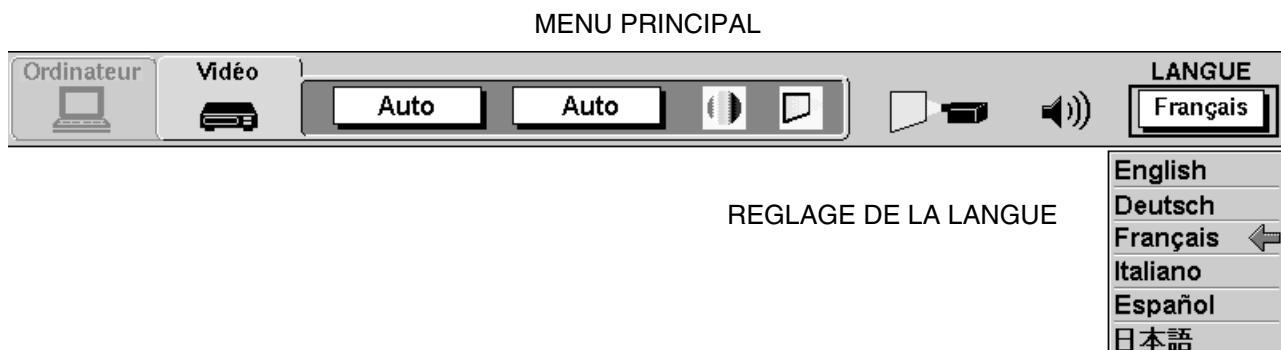 MENU PRINCIPAL
Ordinateur
Vidéo
LANGUE
Auto
Auto
Français
English
REGLAGE DE LA LANGUE
Deutsch
Français
Italiano
Español
日本語